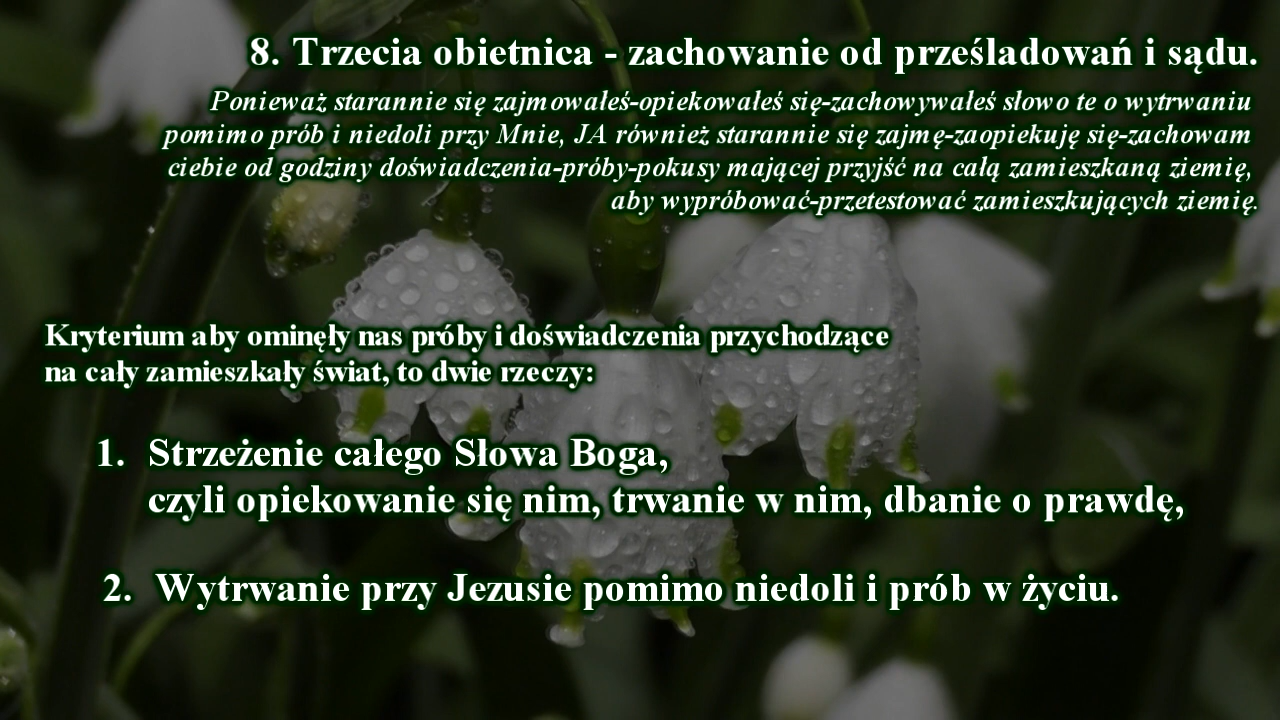 8. Trzecia obietnica - zachowanie od prześladowań i sądu.
Ponieważ starannie się zajmowałeś-opiekowałeś się-zachowywałeś słowo te o wytrwaniu
pomimo prób i niedoli przy Mnie, JA również starannie się zajmę-zaopiekuję się-zachowam
ciebie od godziny doświadczenia-próby-pokusy mającej przyjść na całą zamieszkaną ziemię,
aby wypróbować-przetestować zamieszkujących ziemię.
Kryterium aby ominęły nas próby i doświadczenia przychodzące
na cały zamieszkały świat, to dwie rzeczy:
1. Strzeżenie całego Słowa Boga,
czyli opiekowanie się nim, trwanie w nim, dbanie o prawdę,
2. Wytrwanie przy Jezusie pomimo niedoli i prób w życiu.